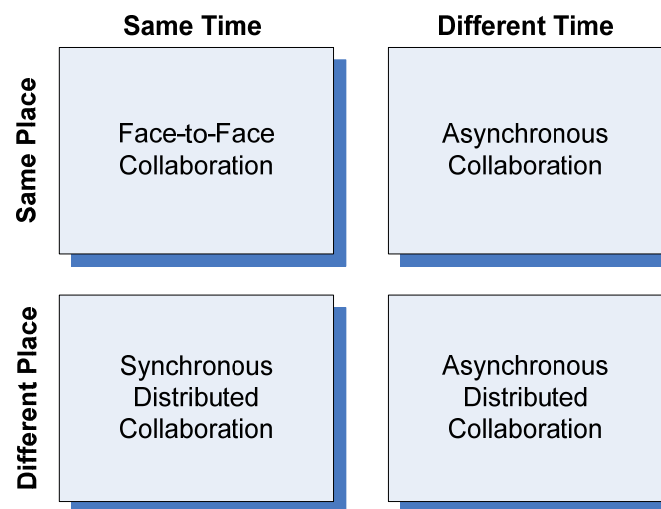 Same Time
Different Time
Same Place
Face-to-Face
Collaboration
Asynchronous
Collaboration
Different Place
Synchronous
Distributed
Collaboration
Asynchronous
Distributed
Collaboration